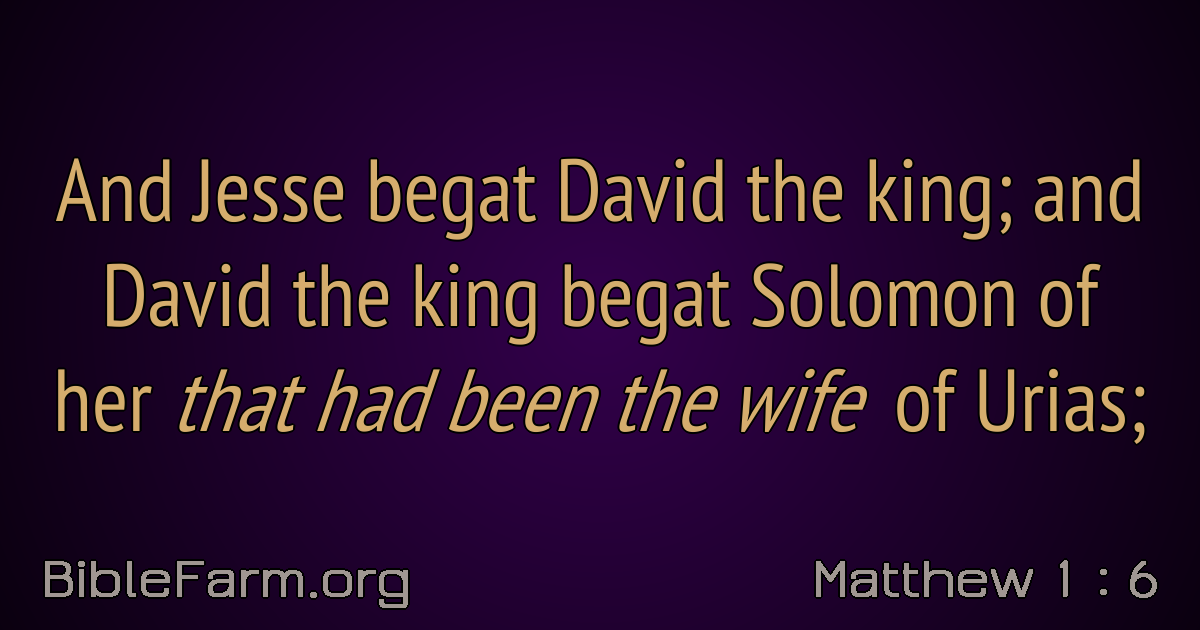 And Jesse begat David the king; and
David the king begat Solomon of
her that had been the wife of Urias;
BibleFarm.org
Matthew 1 : 6